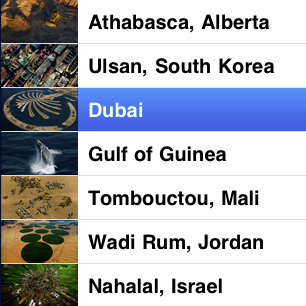 Athabasca, Alberta
Ulsan, South Korea
Dubai
Gulf of Guinea
Tombouctou, Mali
Wadi Rum, Jordan
Nahalal, Israel